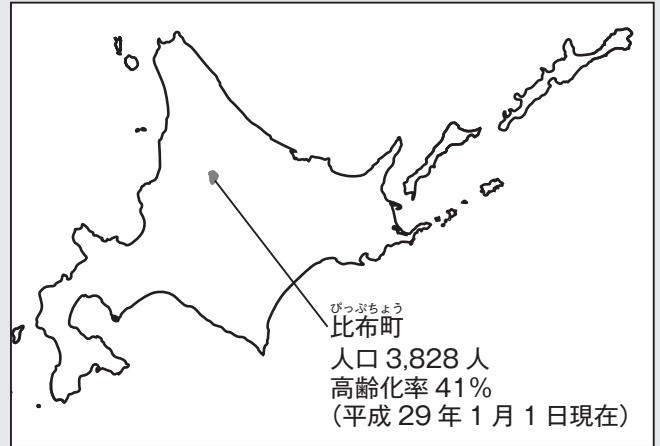 ぴっぷちょう
比布町
人口 3,828 人
高齢化率 41%
(平成 29 年 1 月 1 日現在)